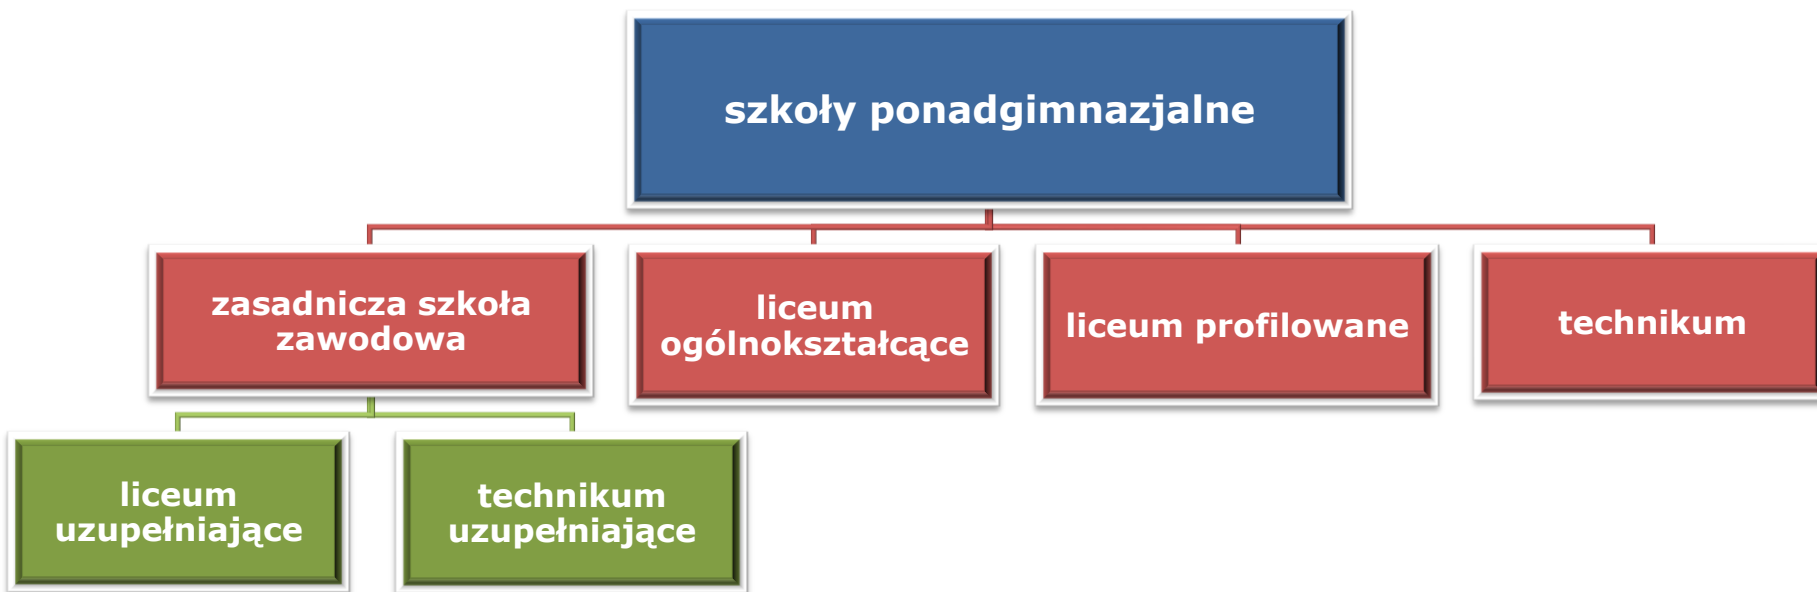 szkoły ponadgimnazjalne
zasadnicza szkoła
zawodowa
liceum
ogólnokształcące
liceum profilowane
technikum
liceum
uzupełniające
technikum
uzupełniające